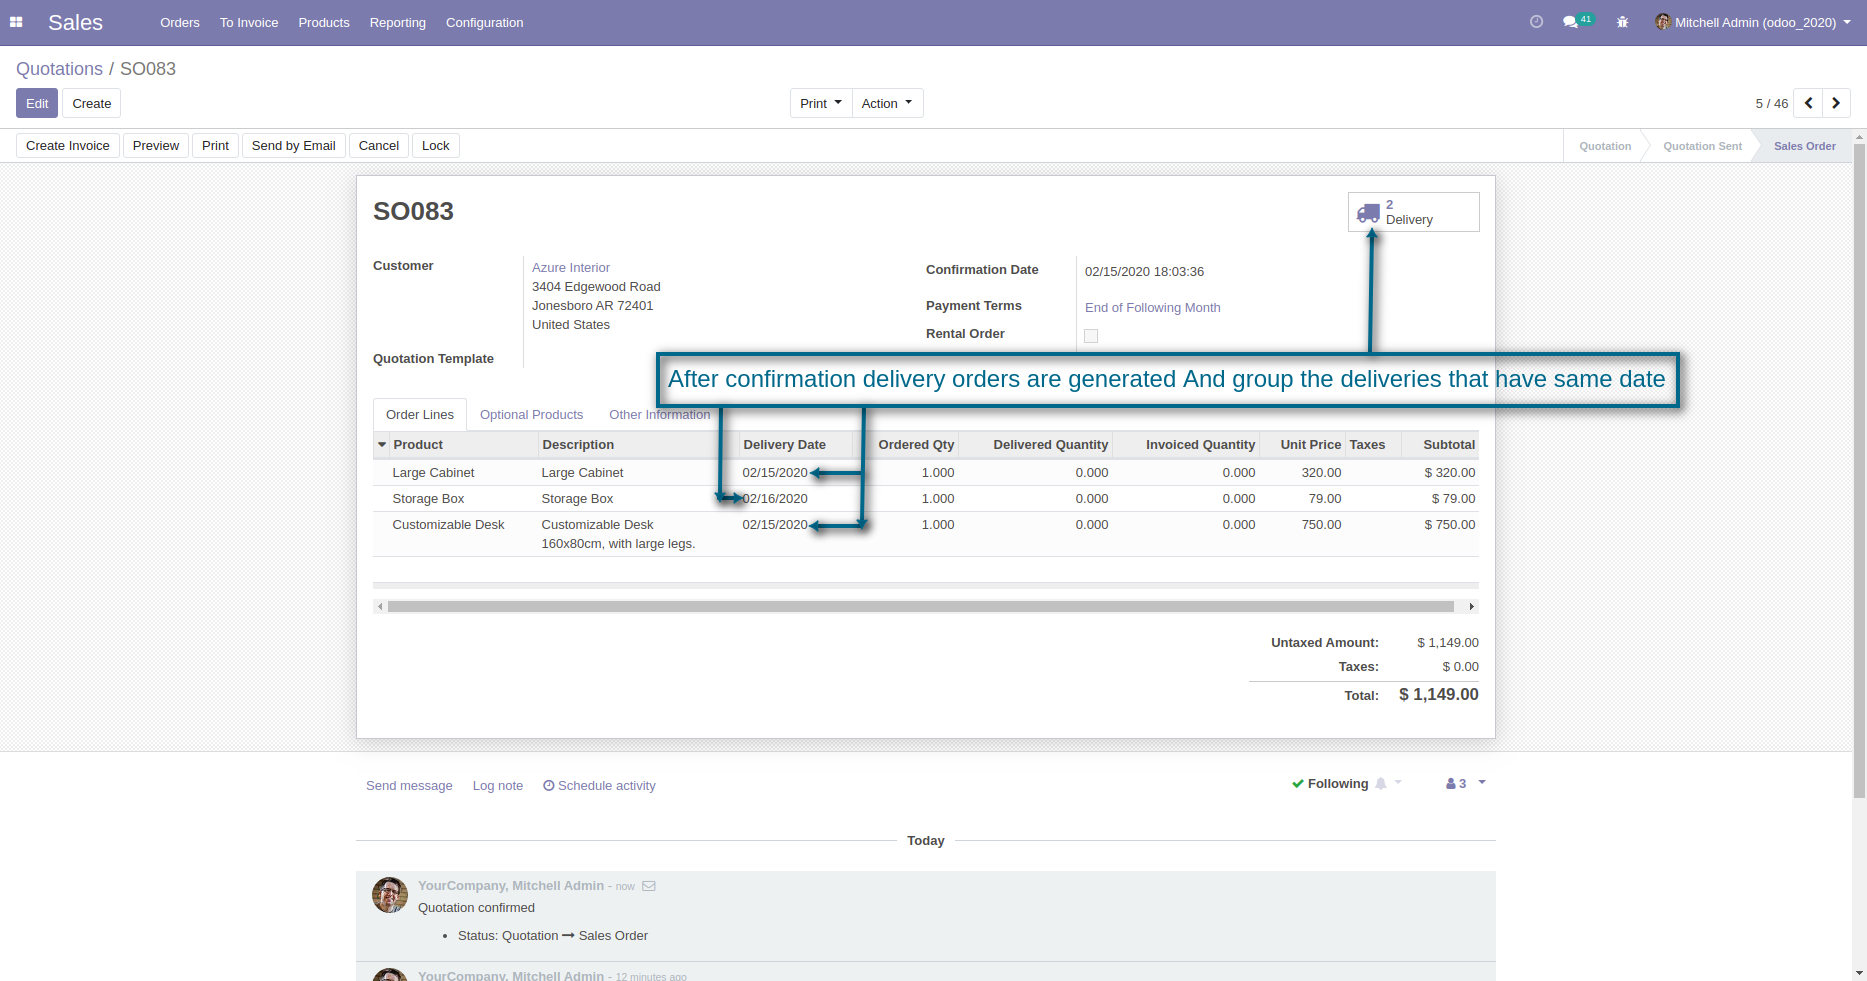 Sales Orders To Invoice Products Reporting Configuration 41 Mitchell Admin (odoo_2020)
Quotations / SO083
Edit Create Print Action 5 / 46
Create Invoice Preview Print Send by Email Cancel Lock Quotation Quotation Sent Sales Order
SO083
2
Delivery
Customer
Azure Interior
3404 Edgewood Road
Jonesboro AR 72401
United States
Quotation Template
Confirmation Date 02/15/2020 18:03:36
Payment Terms End of Following Month
Rental Order
After confirmation delivery orders are generated And group the deliveries that have same date
Order Lines Optional Products Other Information
Product Description Delivery Date Ordered Qty Delivered Quantity Invoiced Quantity Unit Price Taxes Subtotal
Large Cabinet Large Cabinet 02/15/2020 1.000 0.000 0.000 320.00 $ 320.00
Storage Box Storage Box 02/16/2020 1.000 0.000 0.000 79.00 $ 79.00
Customizable Desk Customizable Desk 02/15/2020 1.000 0.000 0.000 750.00 $ 750.00
160x80cm, with large legs.
Untaxed Amount: $ 1,149.00
Taxes: $ 0.00
Total: $ 1,149.00
Send message Log note Schedule activity Following 3
Today
YourCompany, Mitchell Admin - now
Quotation confirmed
• Status: Quotation → Sales Order
YourCompany, Mitchell Admin - 12 minutes ago